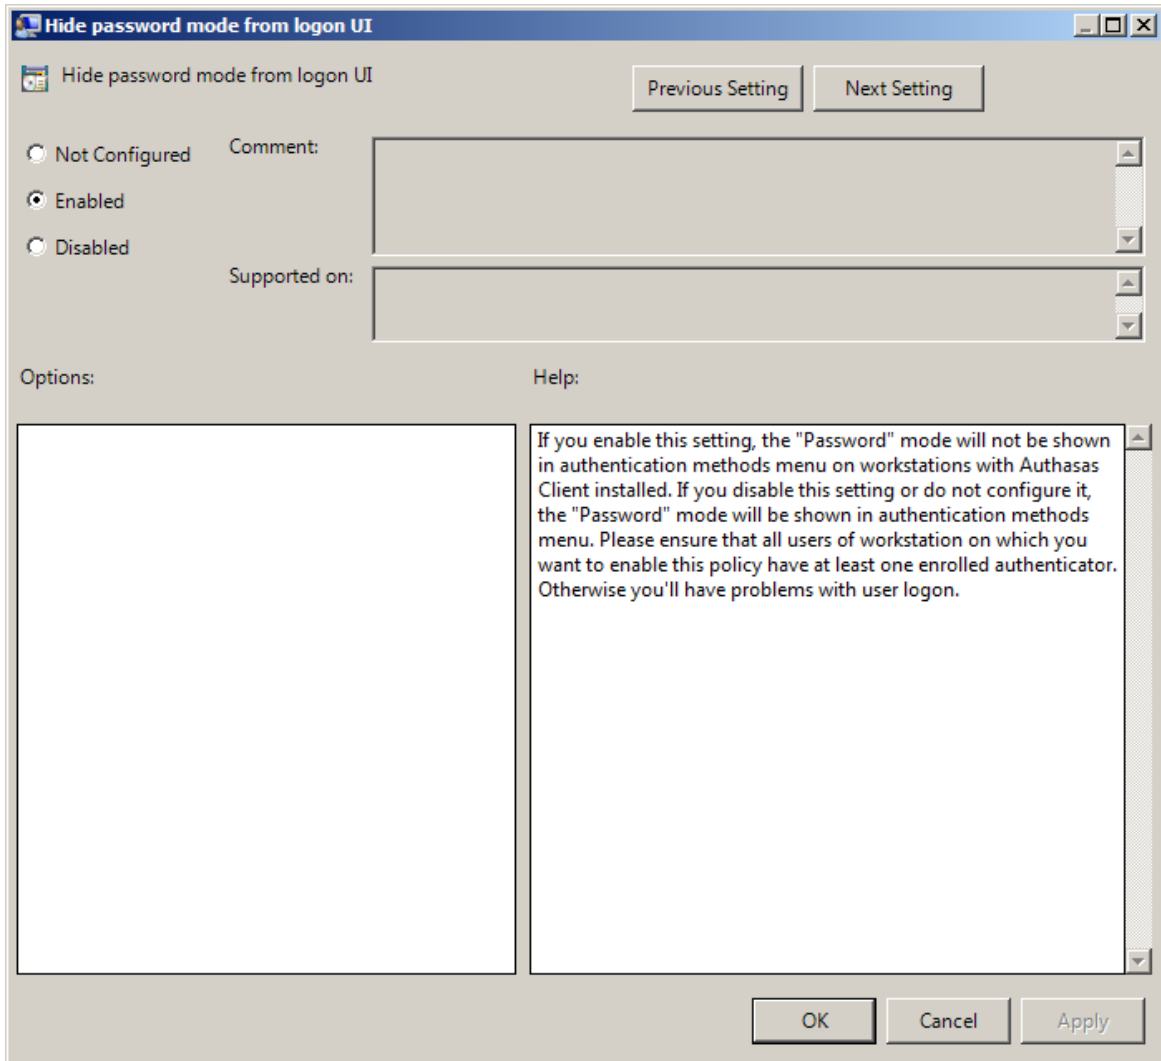 Hide password mode from logon UI
Hide password mode from logon UI
Previous Setting
Next Setting
Not Configured
Comment:
Enabled
Disabled
Supported on:
Options:
Help:
If you enable this setting, the "Password" mode will not be shown
in authentication methods menu on workstations with Authasas
Client installed. If you disable this setting or do not configure it,
the "Password" mode will be shown in authentication methods
menu. Please ensure that all users of workstation on which you
want to enable this policy have at least one enrolled authenticator.
Otherwise you'll have problems with user logon.
OK
Cancel
Apply